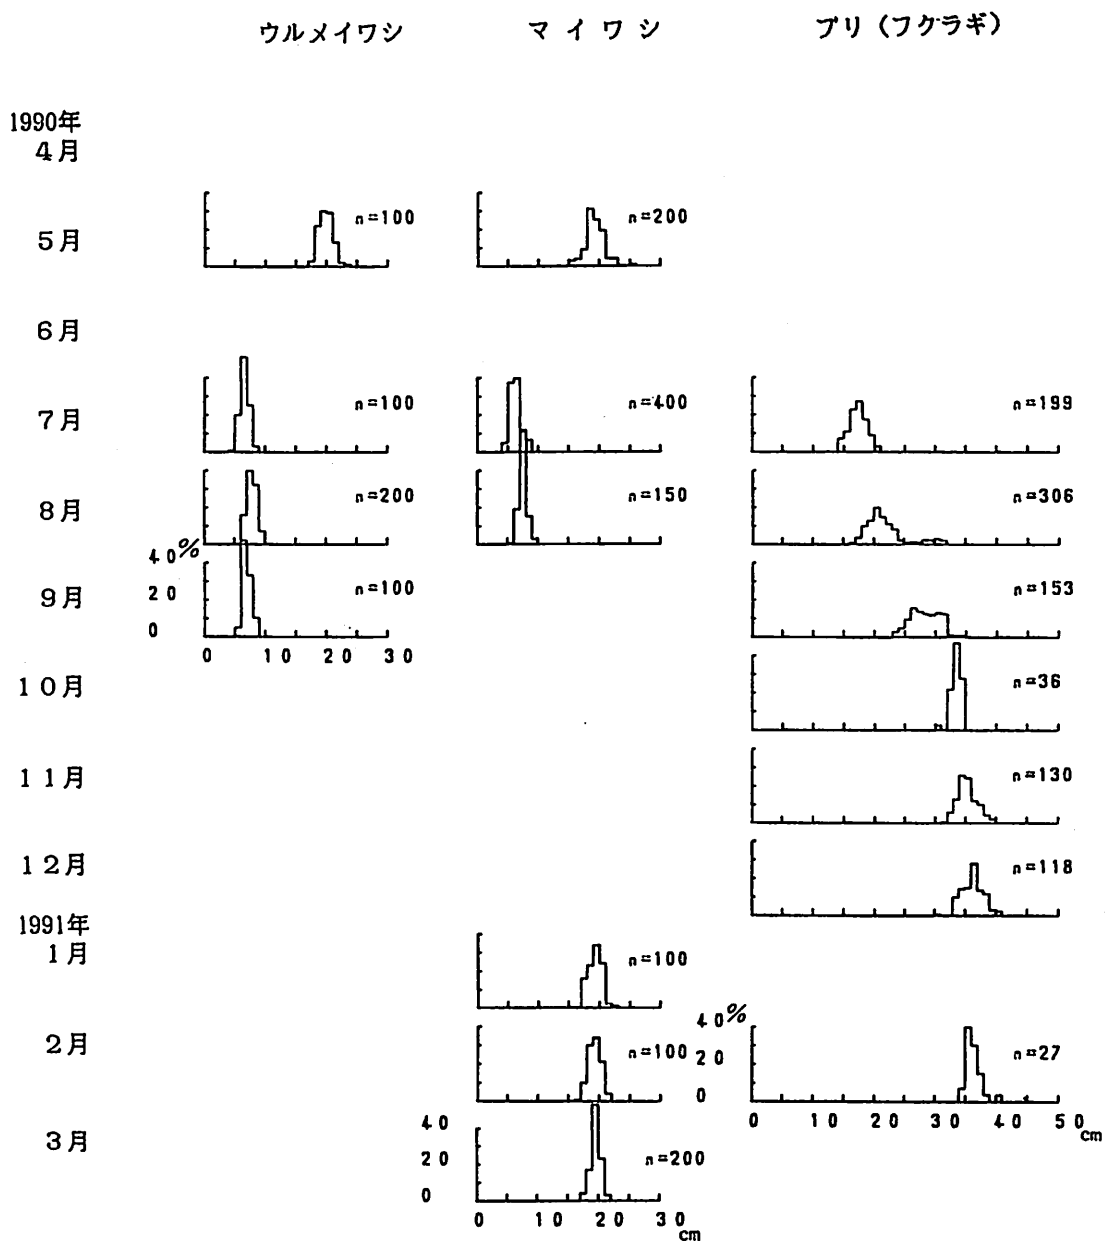 ウルメイワシ マイワシ ブリ（フクラギ）
1990年
4月
5月 n=100 n=200
6月
7月 n=100 n=400 n=199
8月 n=200 n=150 n=306
40%
9月 20 n=100 n=153
0
0 10 20 30
10月 n=36
11月 n=130
12月 n=118
1991年
1月 n=100
40%
2月 n=100 20 n=27
0
0 10 20 30 40 50
cm
40
3月 20 n=200
0
0 10 20 30
cm